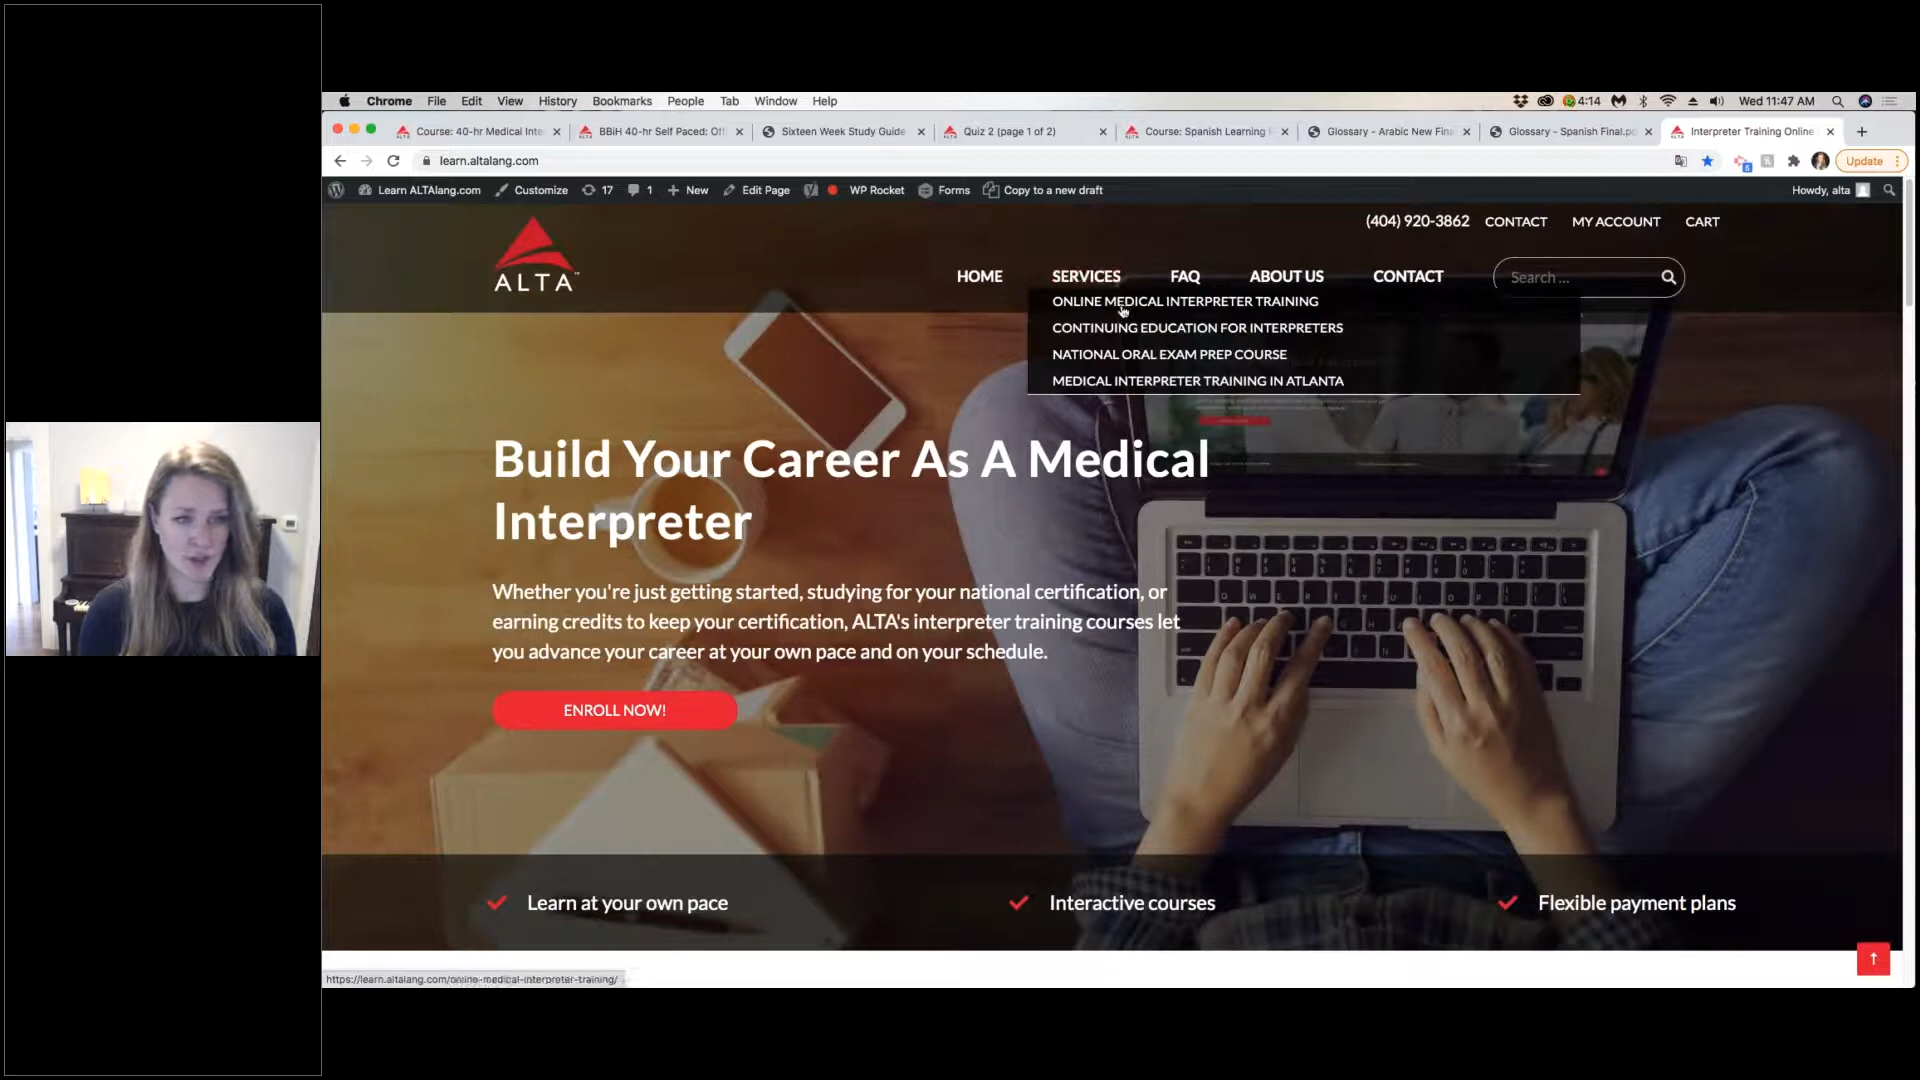 Chrome File Edit View History Bookmarks People Tab Window Help
4:14 Wed 11:47 AM
Course: 40-hr Medical Inte
BBiH 40-hr Self Paced: Off
Sixteen Week Study Guide
Quiz 2 (page 1 of 2)
Course: Spanish Learning
Glossary - Arabic New Fina
Glossary - Spanish Final.pd
Interpreter Training Online
learn.altalang.com
Update
Learn ALTAlang.com Customize 17 1 New Edit Page WP Rocket Forms Copy to a new draft
Howdy, alta
(404) 920-3862 CONTACT MY ACCOUNT CART
ALTA
HOME SERVICES FAQ ABOUT US CONTACT
Search ...
ONLINE MEDICAL INTERPRETER TRAINING
CONTINUING EDUCATION FOR INTERPRETERS
NATIONAL ORAL EXAM PREP COURSE
MEDICAL INTERPRETER TRAINING IN ATLANTA
Build Your Career As A Medical
Interpreter
Whether you're just getting started, studying for your national certification, or
earning credits to keep your certification, ALTA's interpreter training courses let
you advance your career at your own pace and on your schedule.
ENROLL NOW!
Learn at your own pace
Interactive courses
Flexible payment plans
https://learn.altalang.com/online-medical-interpreter-training/